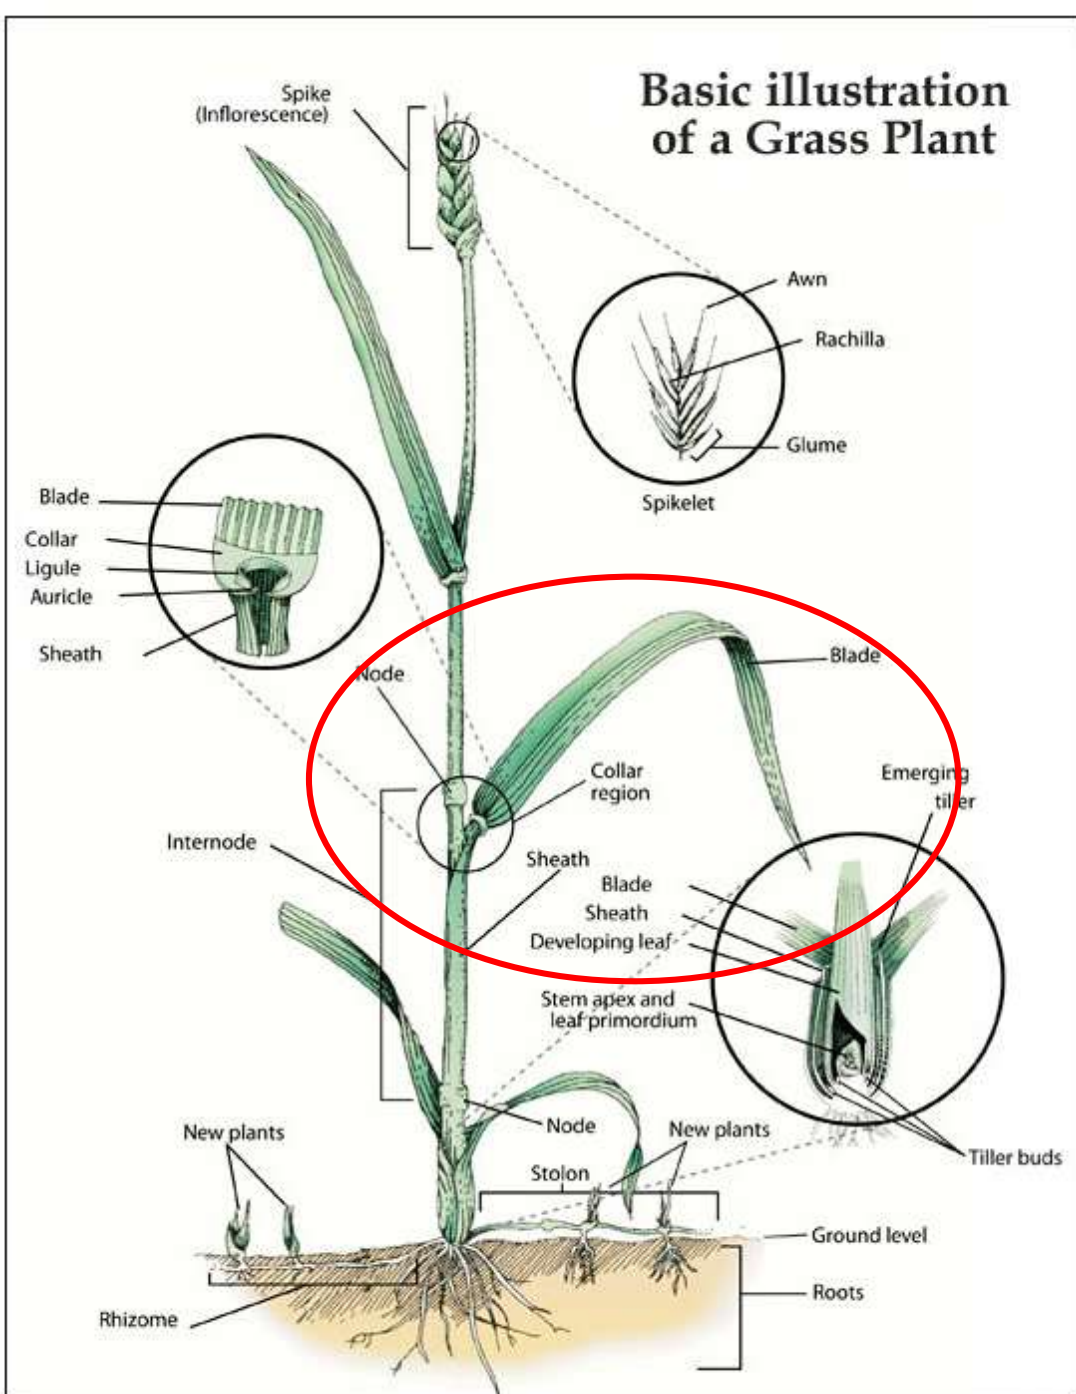 Basic illustration
of a Grass Plant
Spike
(Inflorescence)
Awn
Rachilla
Glume
Spikelet
Blade
Collar
Ligule
Auricle
Sheath
Node
Blade
Collar
region
Emerging
tiller
Internode
Sheath
Blade
Sheath
Developing leaf
Stem apex and
leaf primordium
Node
New plants
New plants
Tiller buds
Stolon
Ground level
Roots
Rhizome